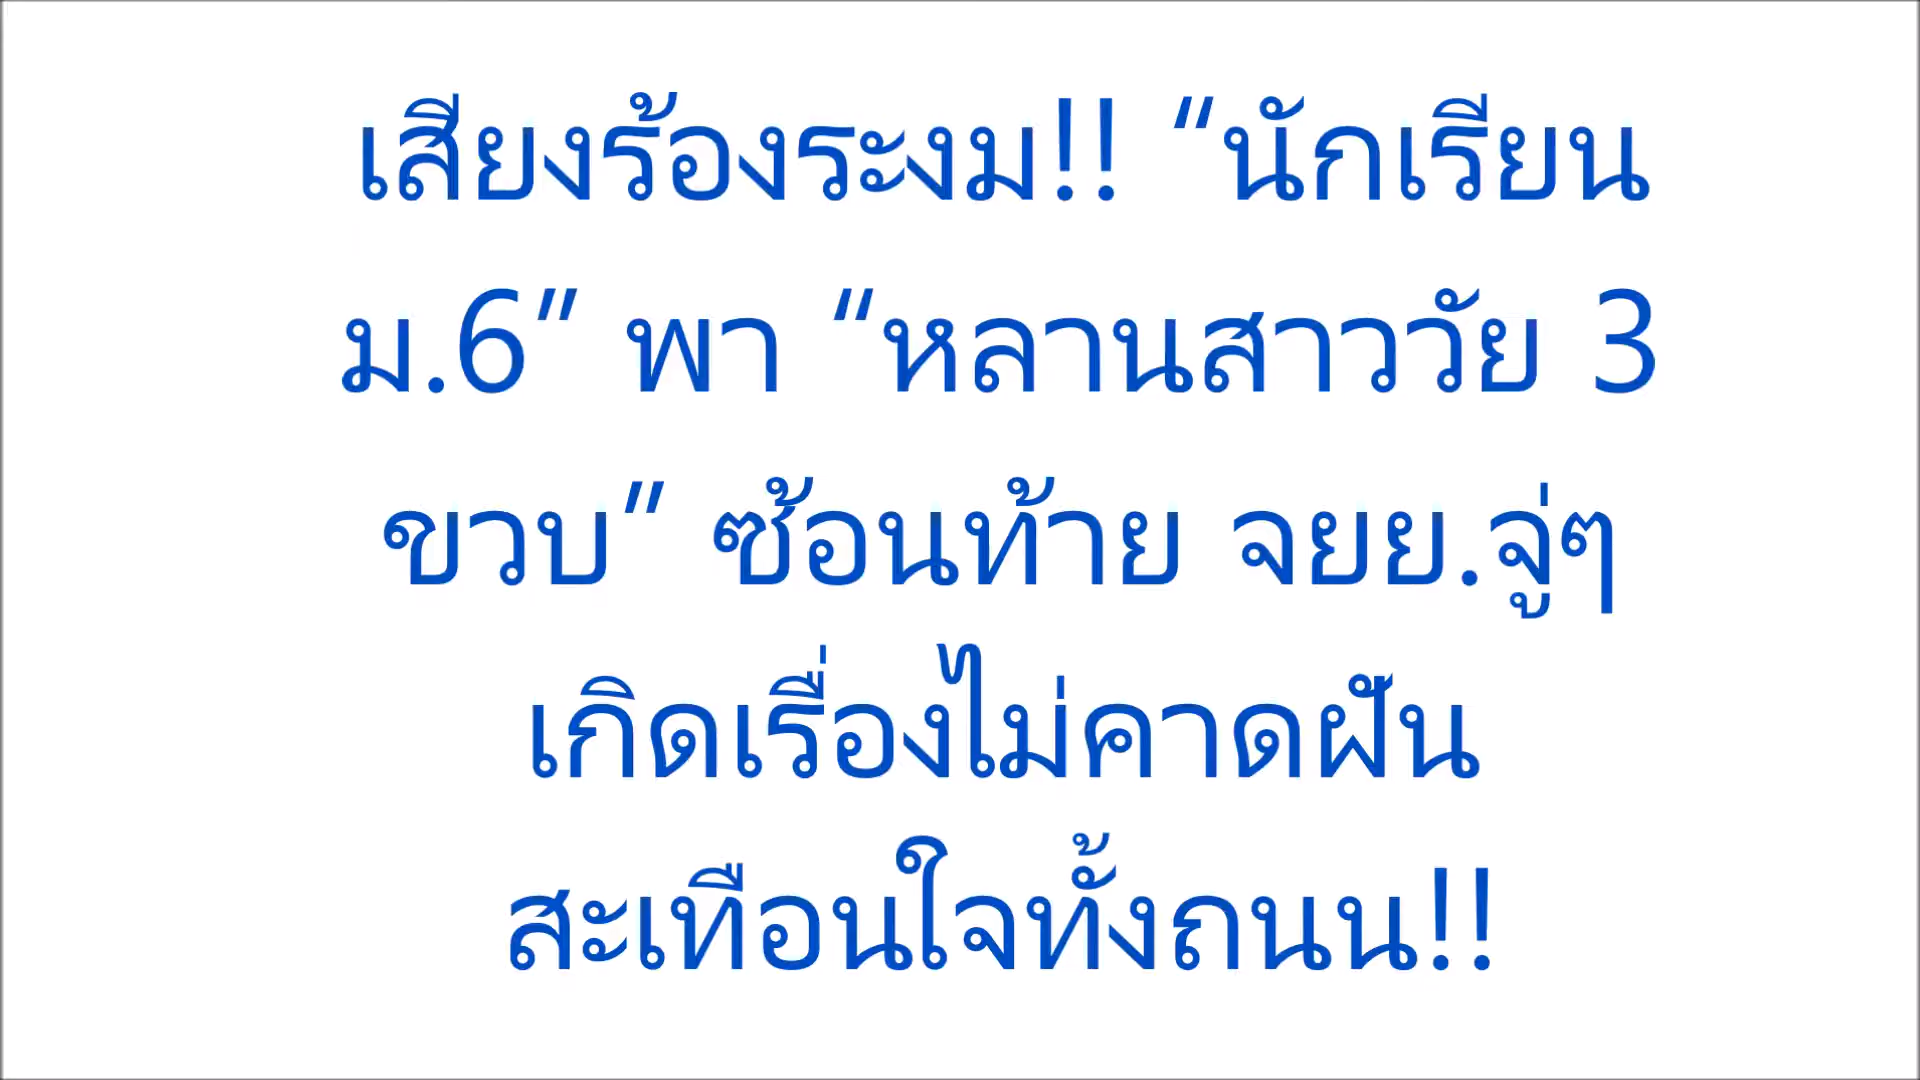 เสียงร้องระงม!! “นักเรียน
ม.6” พา “หลานสาววัย 3
ขวบ” ซ้อนท้าย จยย.จู่ๆ
เกิดเรื่องไม่คาดฝัน
สะเทือนใจทั้งถนน!!